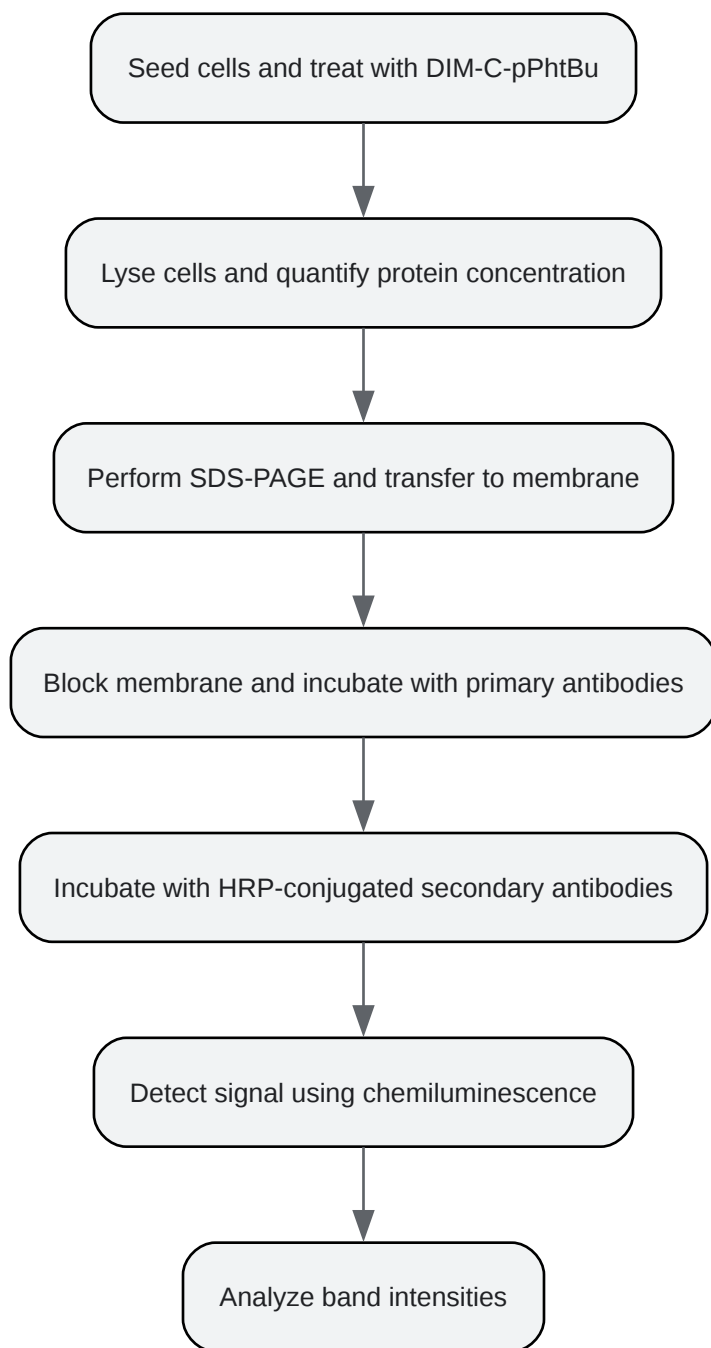 Seed cells and treat with DIM-C-pPhtBu
Lyse cells and quantify protein concentration
Perform SDS-PAGE and transfer to membrane
Block membrane and incubate with primary antibodies
Incubate with HRP-conjugated secondary antibodies
Detect signal using chemiluminescence
Analyze band intensities